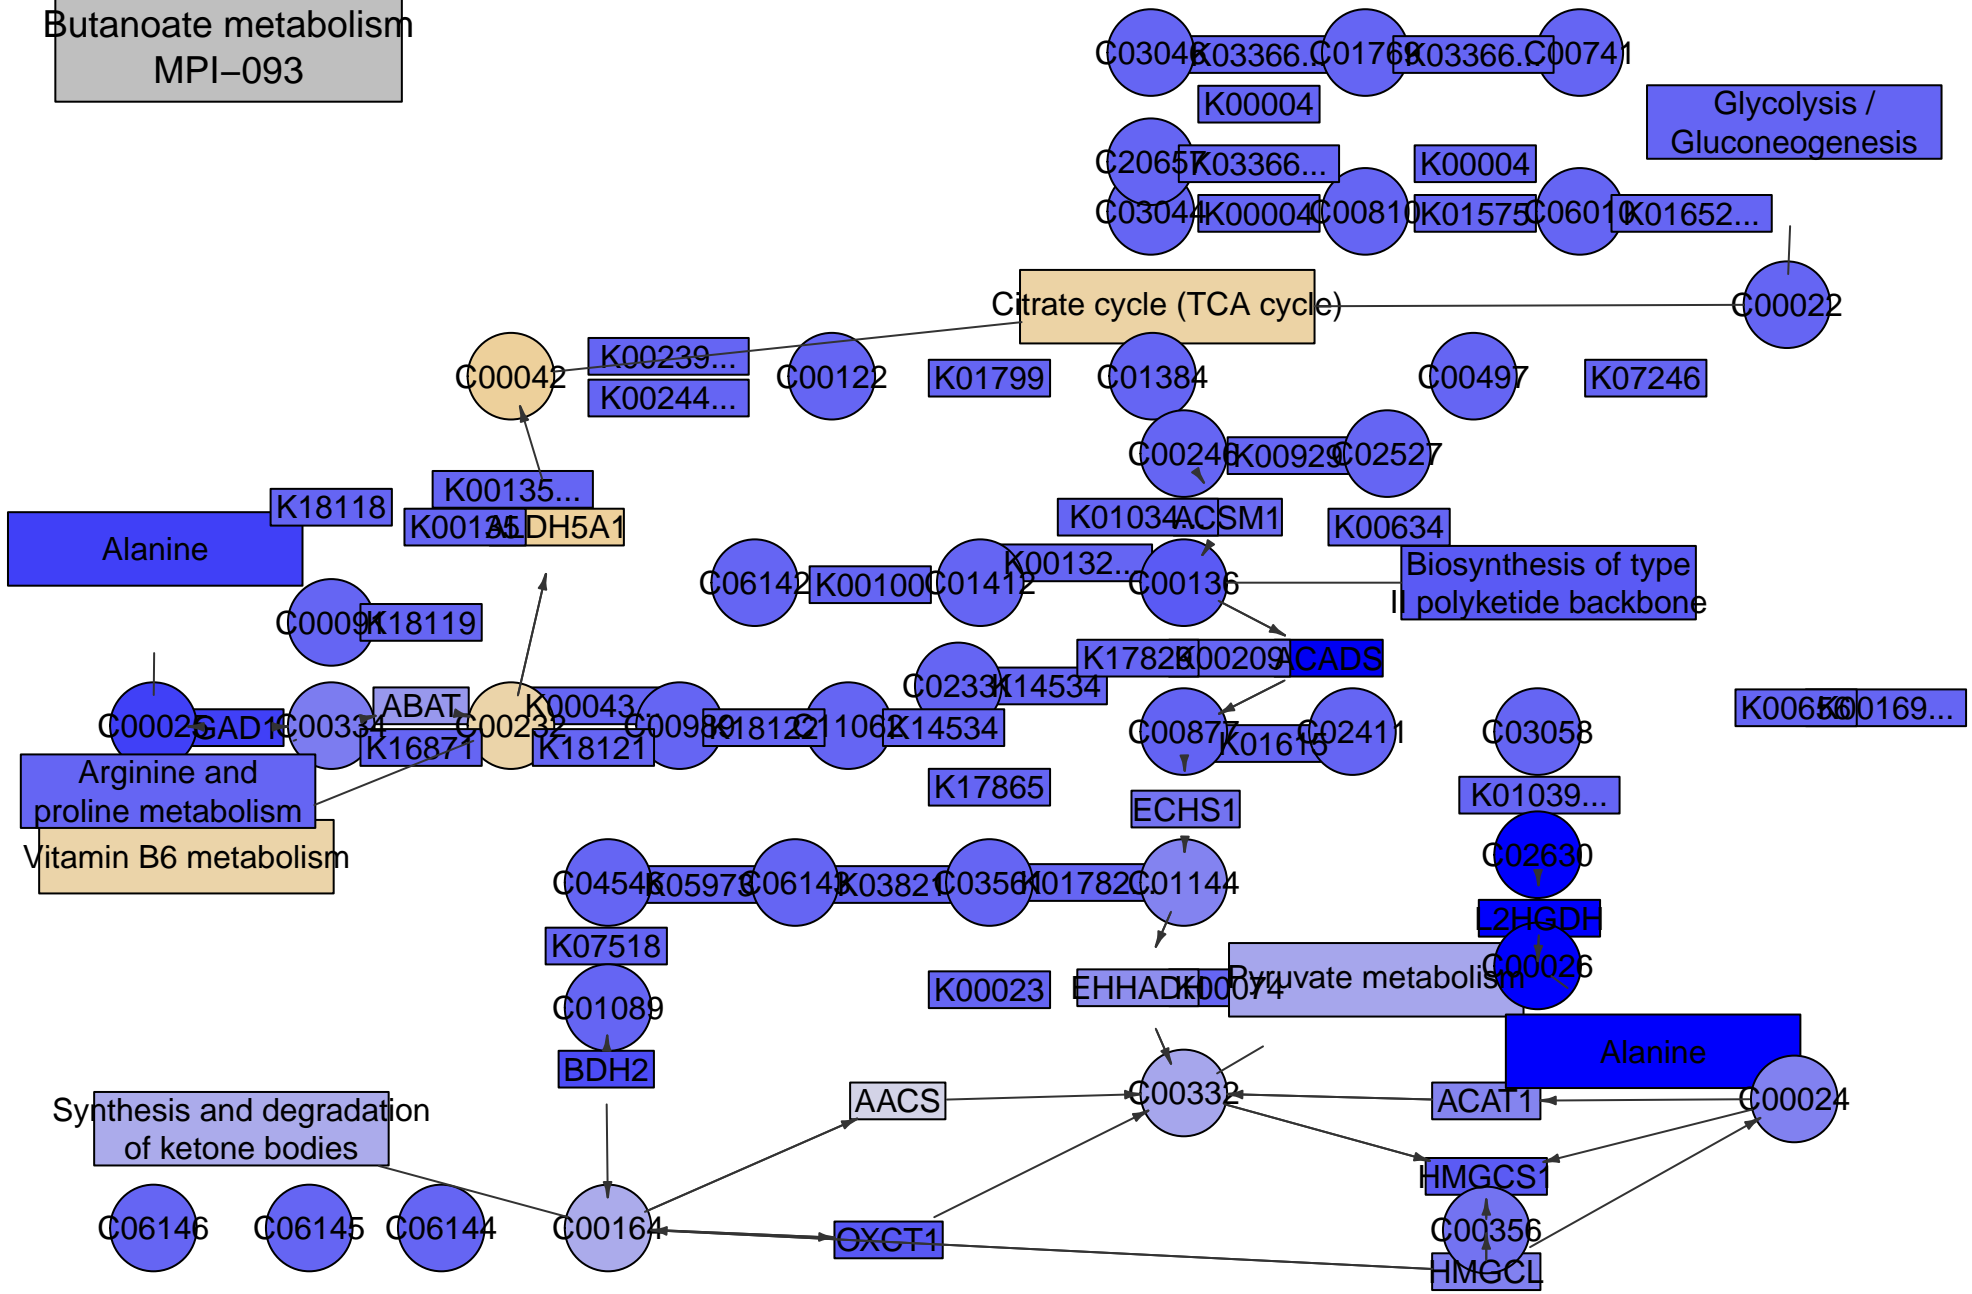 Butanoate metabolism
MPI–093
C03046
K03366...
C01769
K03366...
C00741
K00004
Glycolysis /
Gluconeogenesis
C20657
K03366...
K00004
C03044
K00004
C00810
K01575
C06010
K01652...
Citrate cycle (TCA cycle)
C00022
K00239...
C00042
C00122
K01799
C01384
C00497
K07246
K00244...
C00246
K00929
C02527
K00135...
K18118
K01034...
ACSM1
K00634
K00135
ALDH5A1
Alanine
K00132...
Biosynthesis of type
II polyketide backbone
C06142
K00100
C01412
C00136
C00091
K18119
K17829
K00209
ACADS
C02331
K14534
ABAT
K00043...
K00656
K00169...
C00025
GAD1
C00334
C00232
C00989
K18122
C11062
K14534
C00877
C02411
C03058
K16871
K18121
K01615
Arginine and
proline metabolism
K17865
K01039...
ECHS1
Vitamin B6 metabolism
C02630
C04546
K05973
C06143
K03821
C03561
K01782...
C01144
L2HGDH
K07518
C00026
Pyruvate metabolism
K00023
EHHADH
K00074
C01089
Alanine
BDH2
AACS
C00332
ACAT1
C00024
Synthesis and degradation
of ketone bodies
HMGCS1
C06146
C06145
C06144
C00164
OXCT1
C00356
HMGCL